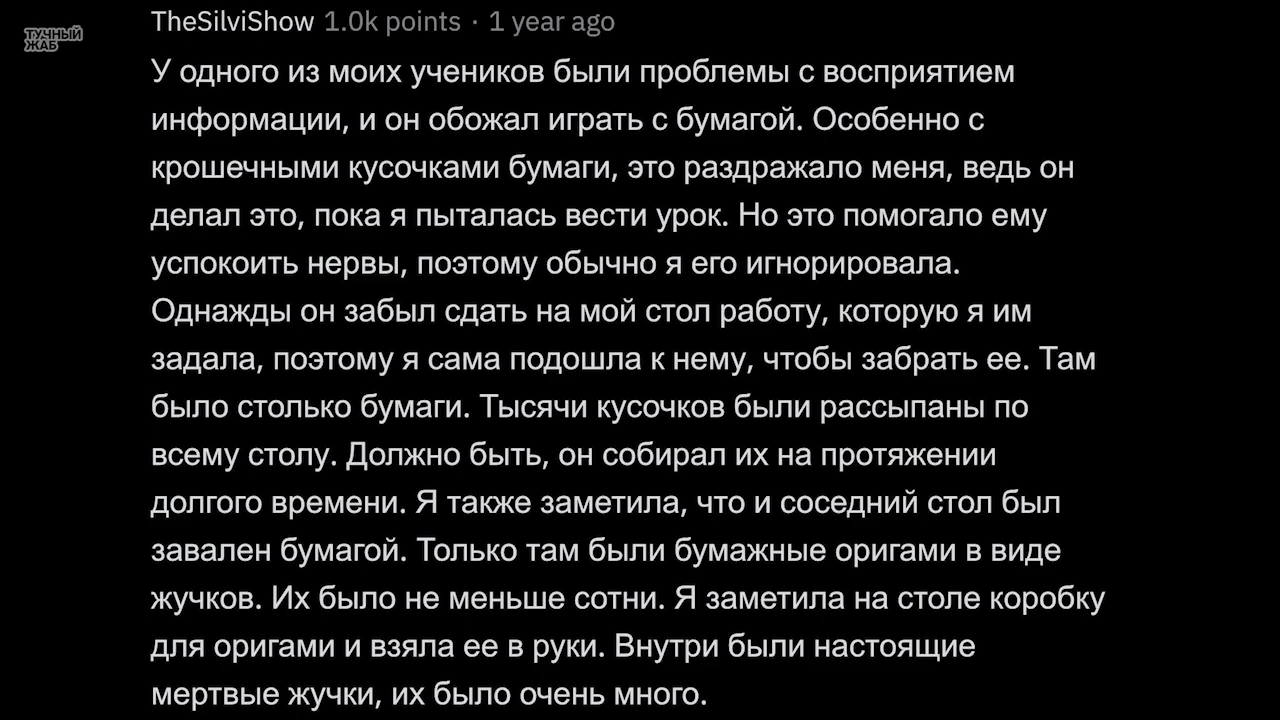 ТУЧНЫЙ
ЖАБ
TheSilviShow 1.0k points · 1 year ago
У одного из моих учеников были проблемы с восприятием
информации, и он обожал играть с бумагой. Особенно с
крошечными кусочками бумаги, это раздражало меня, ведь он
делал это, пока я пыталась вести урок. Но это помогало ему
успокоить нервы, поэтому обычно я его игнорировала.
Однажды он забыл сдать на мой стол работу, которую я им
задала, поэтому я сама подошла к нему, чтобы забрать ее. Там
было столько бумаги. Тысячи кусочков были рассыпаны по
всему столу. Должно быть, он собирал их на протяжении
долгого времени. Я также заметила, что и соседний стол был
завален бумагой. Только там были бумажные оригами в виде
жучков. Их было не меньше сотни. Я заметила на столе коробку
для оригами и взяла ее в руки. Внутри были настоящие
мертвые жучки, их было очень много.